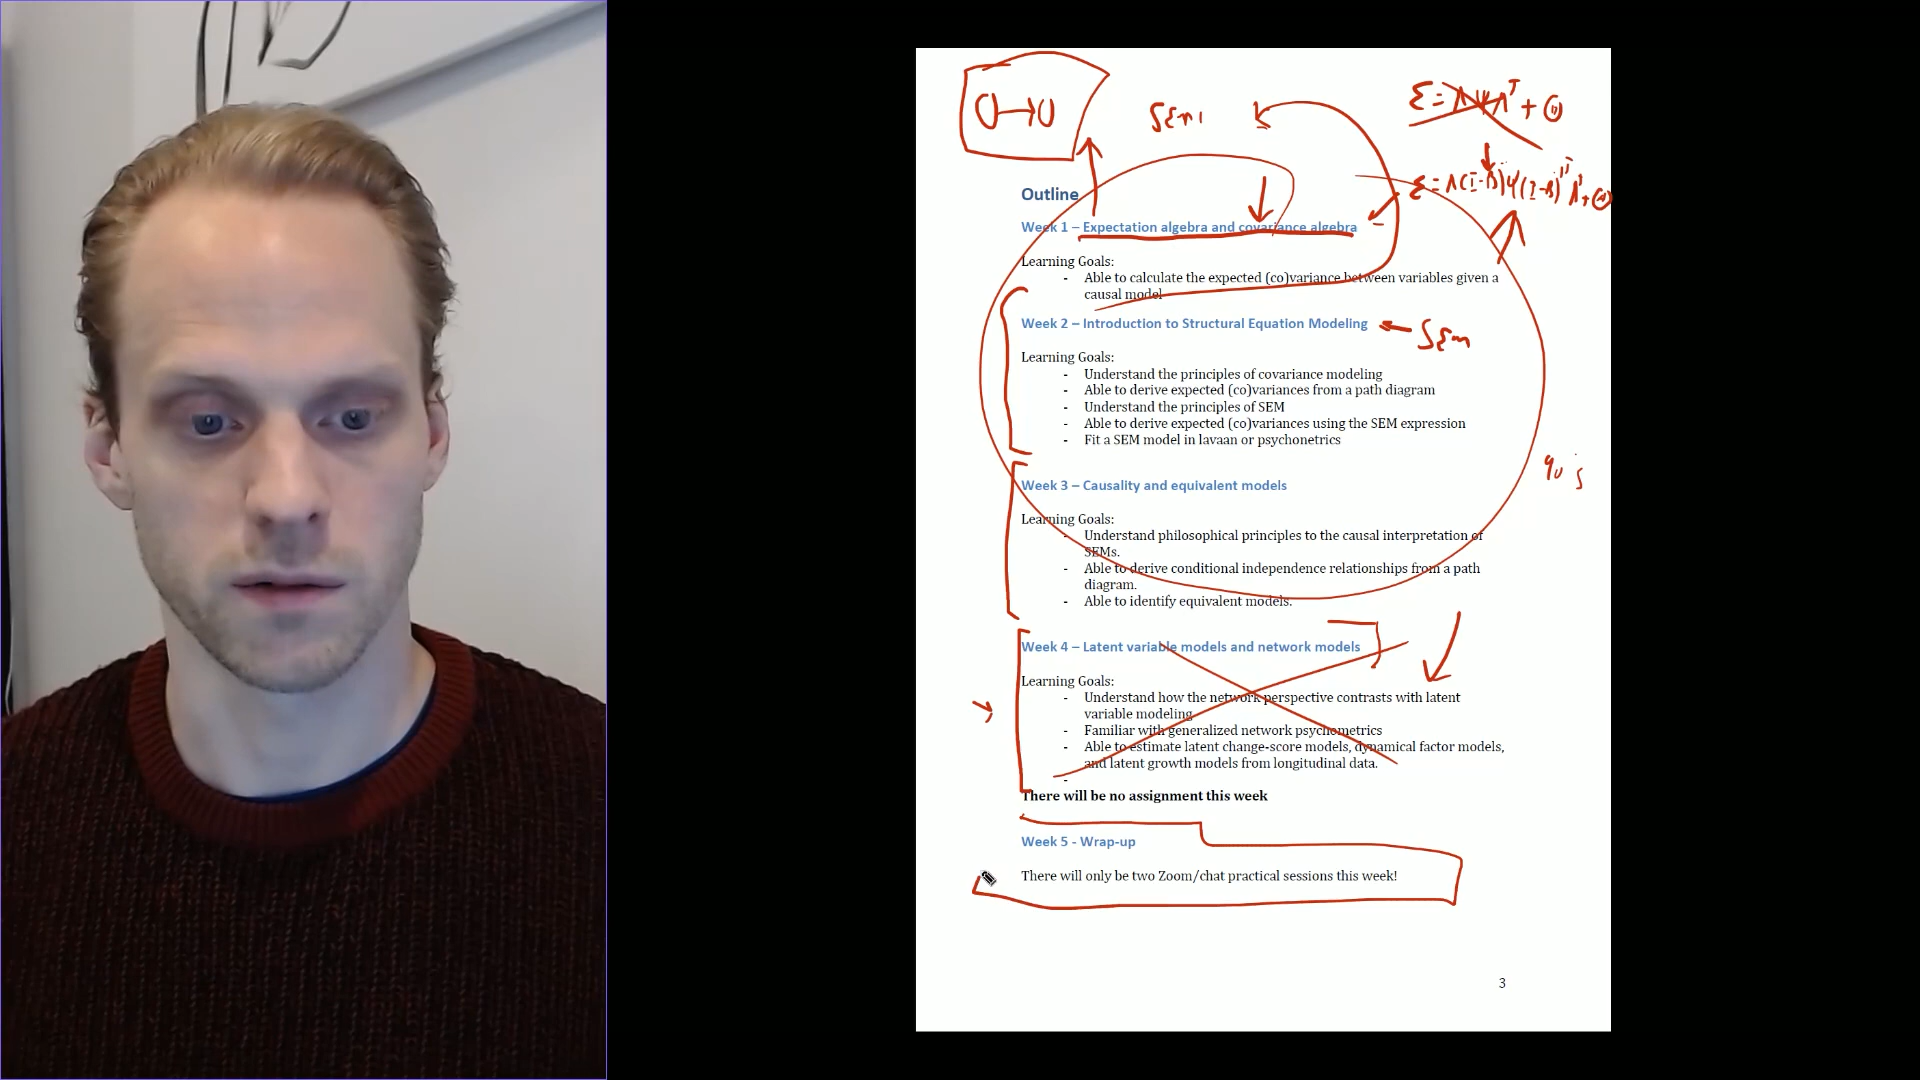 SEM 1
Σ = ΛΨΛᵀ + Θ
Outline
Week 1 – Expectation algebra and covariance algebra
Learning Goals:
- Able to calculate the expected (co)variance between variables given a
causal model
Week 2 – Introduction to Structural Equation Modeling
SEM
Learning Goals:
- Understand the principles of covariance modeling
- Able to derive expected (co)variances from a path diagram
- Understand the principles of SEM
- Able to derive expected (co)variances using the SEM expression
- Fit a SEM model in lavaan or psychonetrics
Week 3 – Causality and equivalent models
Learning Goals:
- Understand philosophical principles to the causal interpretation of
SEMs.
- Able to derive conditional independence relationships from a path
diagram.
- Able to identify equivalent models.
Week 4 – Latent variable models and network models
Learning Goals:
- Understand how the network perspective contrasts with latent
variable modeling
- Familiar with generalized network psychometrics
- Able to estimate latent change-score models, dynamical factor models,
and latent growth models from longitudinal data.
-
There will be no assignment this week
Week 5 - Wrap-up
There will only be two Zoom/chat practical sessions this week!
3